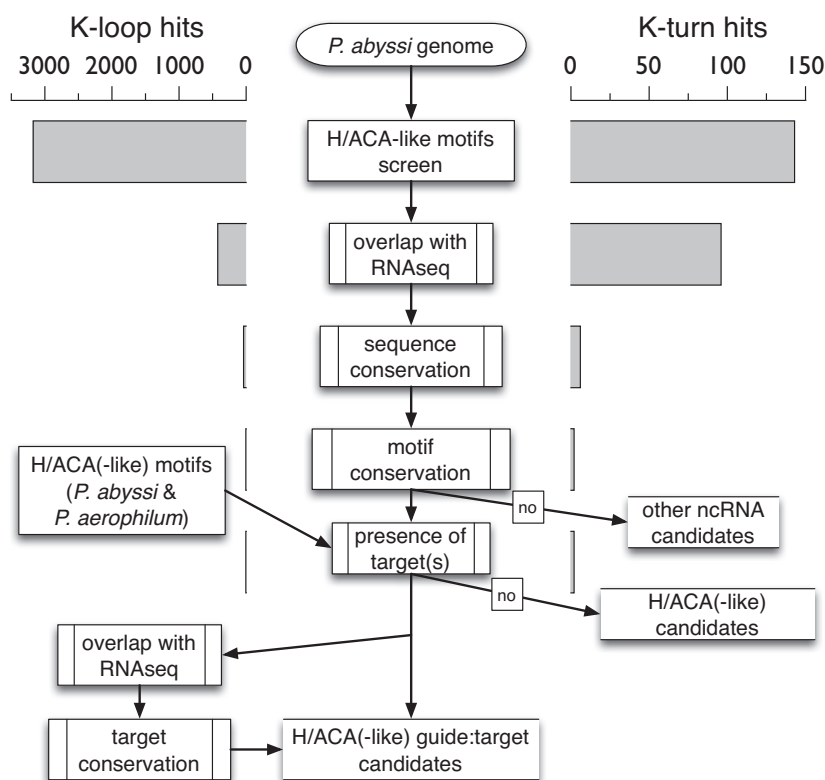 K-loop hits
K-turn hits
3000 2000 1000 0
0 50 100 150
P. abyssi genome
H/ACA-like motifs
screen
overlap with
RNAseq
sequence
conservation
motif
conservation
H/ACA(-like) motifs
(P. abyssi &
P. aerophilum)
no
other ncRNA
candidates
presence of
target(s)
no
H/ACA(-like)
candidates
overlap with
RNAseq
target
conservation
H/ACA(-like) guide:target
candidates